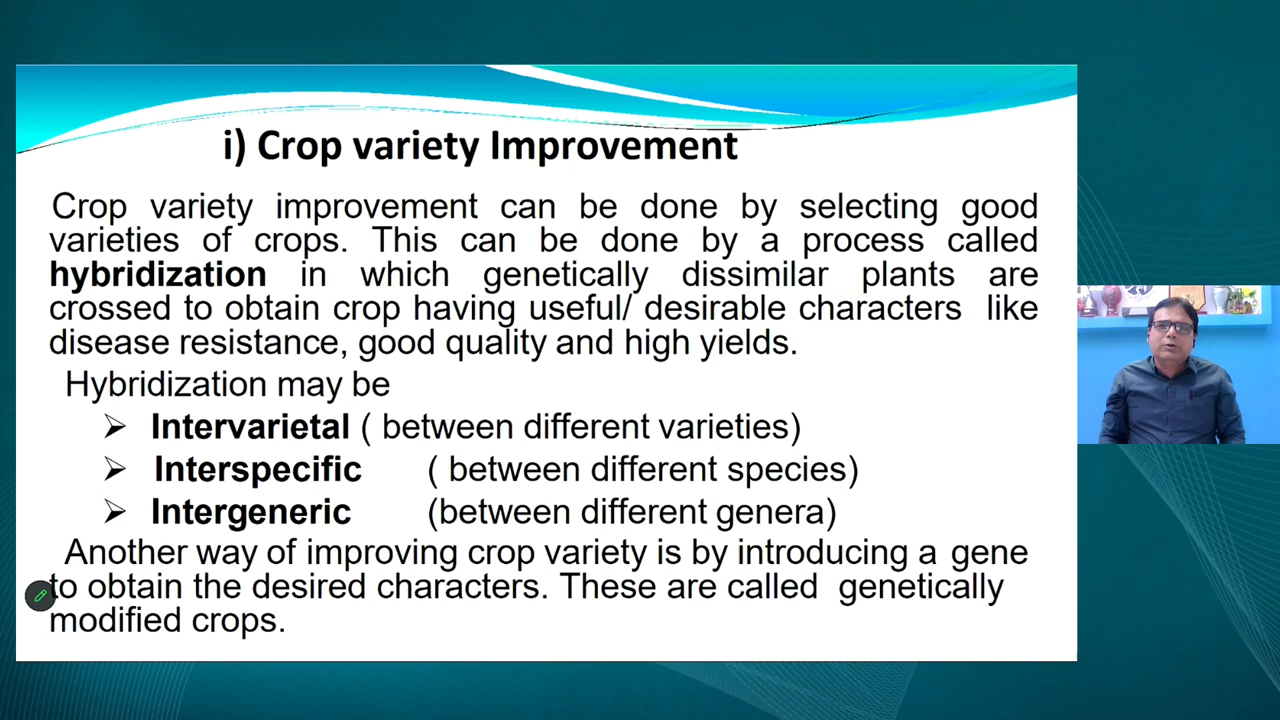 i) Crop variety Improvement
Crop variety improvement can be done by selecting good
varieties of crops. This can be done by a process called
hybridization in which genetically dissimilar plants are
crossed to obtain crop having useful/ desirable characters like
disease resistance, good quality and high yields.
Hybridization may be
➢ Intervarietal ( between different varieties)
➢ Interspecific ( between different species)
➢ Intergeneric (between different genera)
Another way of improving crop variety is by introducing a gene
to obtain the desired characters. These are called genetically
modified crops.